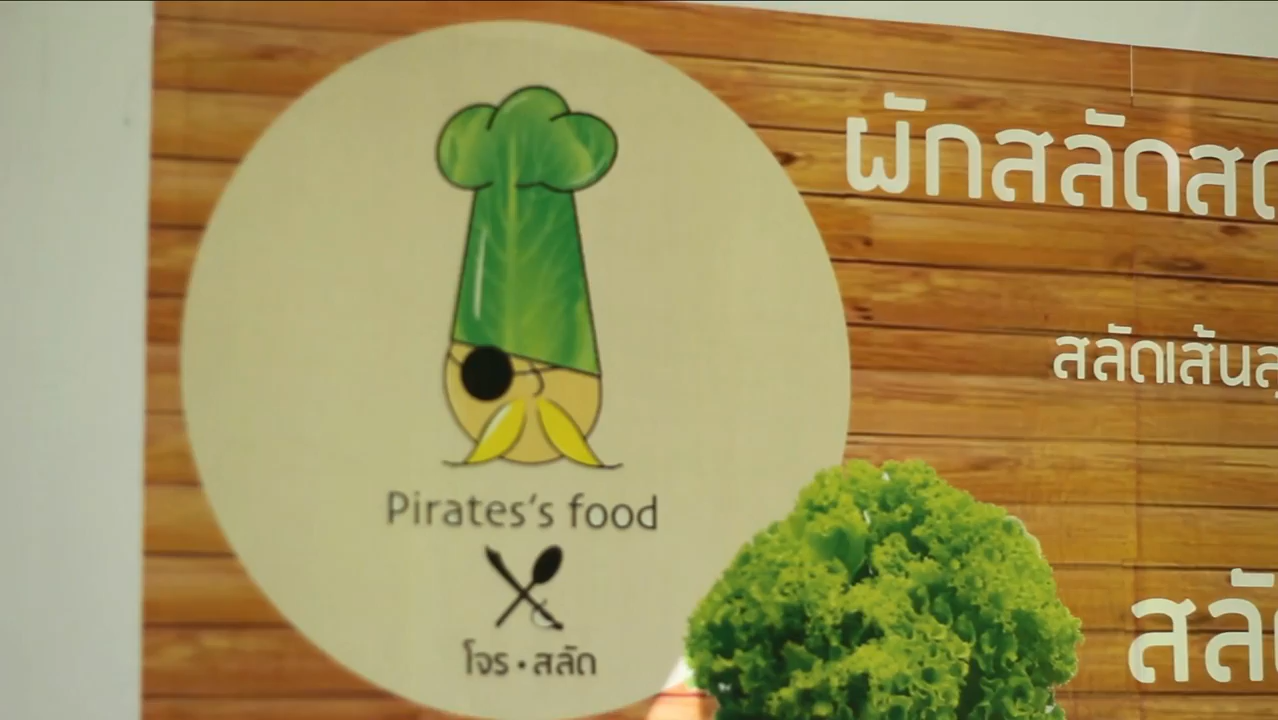 Pirates's food
โจร・สลัด
ผักสลัดสด
สลัดเส้น
สลั